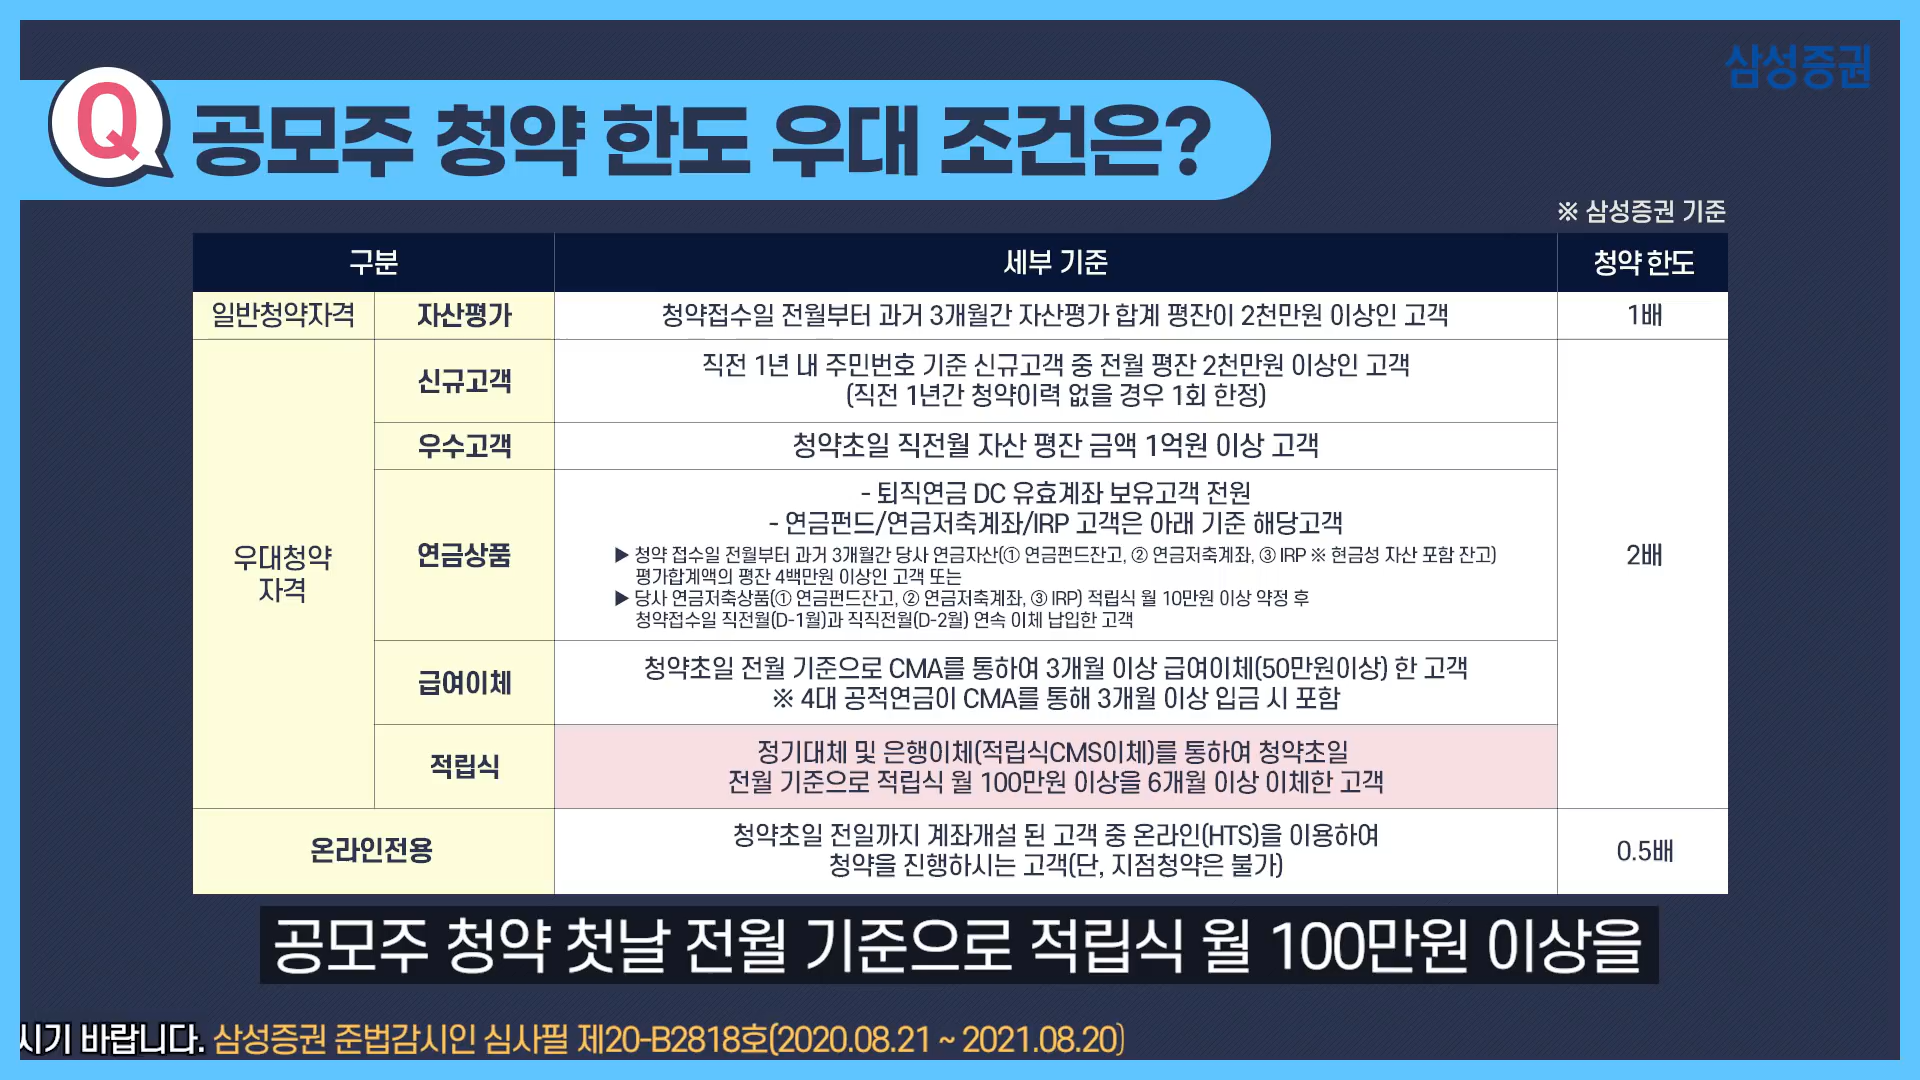 삼성증권
Q 공모주 청약 한도 우대 조건은?
※ 삼성증권 기준
구분 세부 기준 청약 한도
일반청약자격 자산평가 청약접수일 전월부터 과거 3개월간 자산평가 합계 평잔이 2천만원 이상인 고객 1배
우대청약
자격
신규고객
직전 1년 내 주민번호 기준 신규고객 중 전월 평잔 2천만원 이상인 고객
(직전 1년간 청약이력 없을 경우 1회 한정)
우수고객 청약초일 직전월 자산 평잔 금액 1억원 이상 고객
연금상품
- 퇴직연금 DC 유효계좌 보유고객 전원
- 연금펀드/연금저축계좌/IRP 고객은 아래 기준 해당고객
▶ 청약 접수일 전월부터 과거 3개월간 당사 연금자산(① 연금펀드잔고, ② 연금저축계좌, ③ IRP ※ 현금성 자산 포함 잔고)
평가합계액의 평잔 4백만원 이상인 고객 또는
▶ 당사 연금저축상품(① 연금펀드잔고, ② 연금저축계좌, ③ IRP) 적립식 월 10만원 이상 약정 후
청약접수일 직전월(D-1월)과 직직전월(D-2월) 연속 이체 납입한 고객
2배
급여이체
청약초일 전월 기준으로 CMA를 통하여 3개월 이상 급여이체(50만원이상) 한 고객
※ 4대 공적연금이 CMA를 통해 3개월 이상 입금 시 포함
적립식
정기대체 및 은행이체(적립식CMS이체)를 통하여 청약초일
전월 기준으로 적립식 월 100만원 이상을 6개월 이상 이체한 고객
온라인전용
청약초일 전일까지 계좌개설 된 고객 중 온라인(HTS)을 이용하여
청약을 진행하시는 고객(단, 지점청약은 불가)
0.5배
공모주 청약 첫날 전월 기준으로 적립식 월 100만원 이상을
시기 바랍니다. 삼성증권 준법감시인 심사필 제20-B2818호(2020.08.21 ~ 2021.08.20)